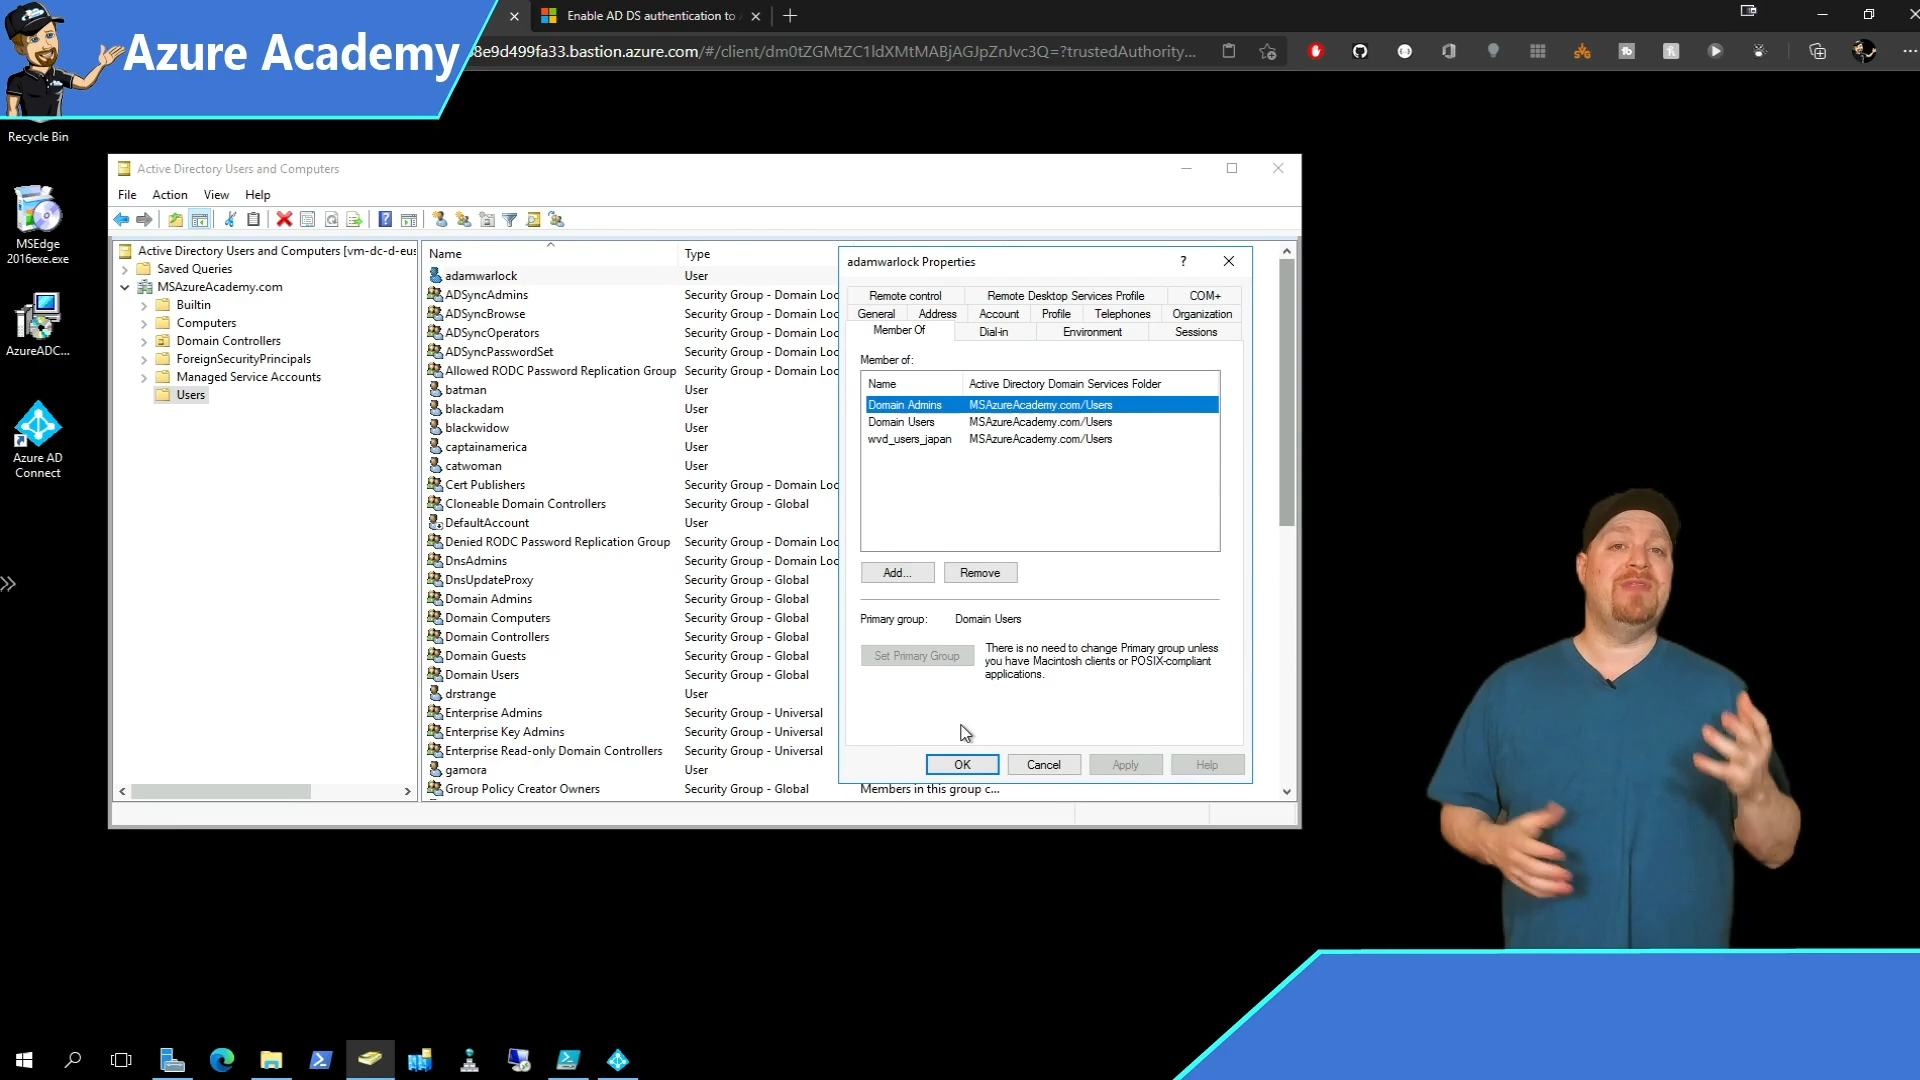 Azure Academy
Enable AD DS authentication to
8e9d499fa33.bastion.azure.com/#/client/dm0tZGMtZC1ldXMtMABjAGJpZnJvc3Q=?trustedAuthority...
Recycle Bin
MSEdge
2016exe.exe
AzureADC...
Azure AD
Connect
Active Directory Users and Computers
File Action View Help
Active Directory Users and Computers [vm-dc-d-eus
Saved Queries
MSAzureAcademy.com
Builtin
Computers
Domain Controllers
ForeignSecurityPrincipals
Managed Service Accounts
Users
Name Type
adamwarlock User
ADSyncAdmins Security Group - Domain Loc
ADSyncBrowse Security Group - Domain Loc
ADSyncOperators Security Group - Domain Loc
ADSyncPasswordSet Security Group - Domain Loc
Allowed RODC Password Replication Group Security Group - Domain Loc
batman User
blackadam User
blackwidow User
captainamerica User
catwoman User
Cert Publishers Security Group - Domain Loc
Cloneable Domain Controllers Security Group - Global
DefaultAccount User
Denied RODC Password Replication Group Security Group - Domain Loc
DnsAdmins Security Group - Domain Loc
DnsUpdateProxy Security Group - Global
Domain Admins Security Group - Global
Domain Computers Security Group - Global
Domain Controllers Security Group - Global
Domain Guests Security Group - Global
Domain Users Security Group - Global
drstrange User
Enterprise Admins Security Group - Universal
Enterprise Key Admins Security Group - Universal
Enterprise Read-only Domain Controllers Security Group - Universal
gamora User
Group Policy Creator Owners Security Group - Global Members in this group c...
adamwarlock Properties
Remote control Remote Desktop Services Profile COM+
General Address Account Profile Telephones Organization
Member Of Dial-in Environment Sessions
Member of:
Name Active Directory Domain Services Folder
Domain Admins MSAzureAcademy.com/Users
Domain Users MSAzureAcademy.com/Users
wvd_users_japan MSAzureAcademy.com/Users
Add... Remove
Primary group: Domain Users
Set Primary Group
There is no need to change Primary group unless
you have Macintosh clients or POSIX-compliant
applications.
OK Cancel Apply Help